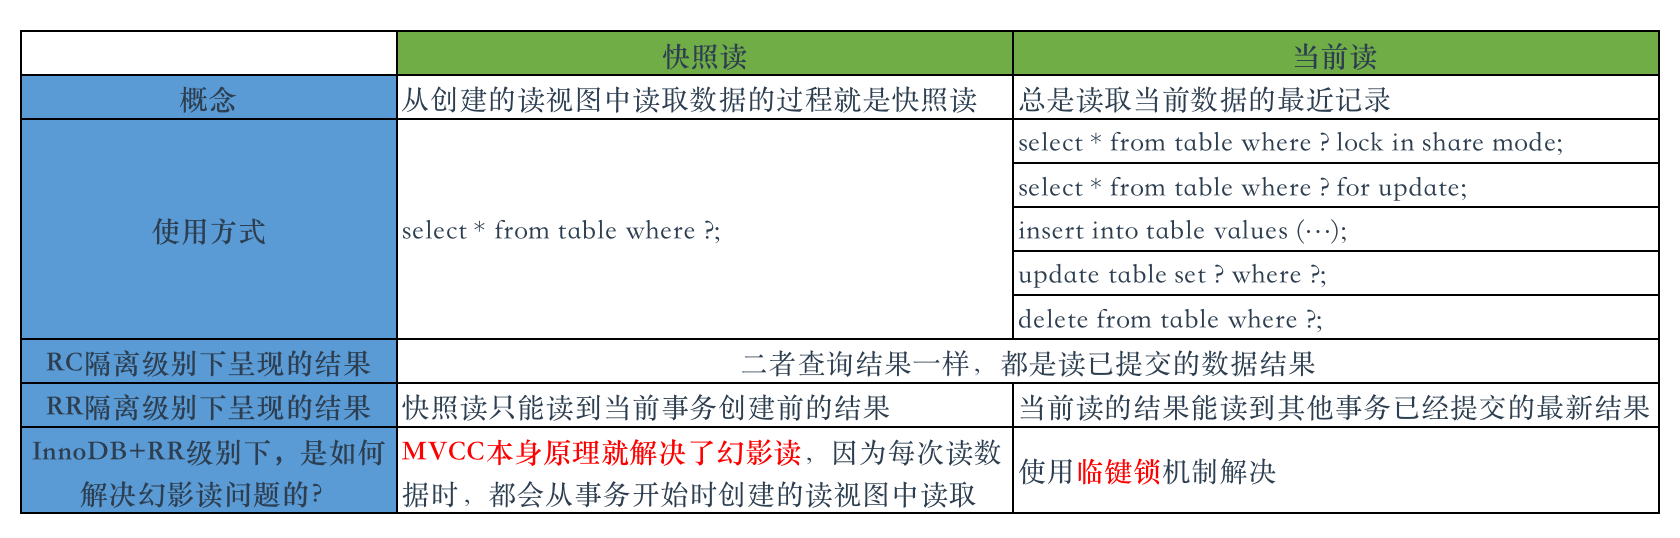 快照读 当前读
概念 从创建的读视图中读取数据的过程就是快照读 总是读取当前数据的最近记录
使用方式 select * from table where ?;
select * from table where ? lock in share mode;
select * from table where ? for update;
insert into table values (…);
update table set ? where ?;
delete from table where ?;
RC隔离级别下呈现的结果 二者查询结果一样，都是读已提交的数据结果
RR隔离级别下呈现的结果 快照读只能读到当前事务创建前的结果 当前读的结果能读到其他事务已经提交的最新结果
InnoDB+RR级别下，是如何
解决幻影读问题的?
MVCC本身原理就解决了幻影读，因为每次读数
据时，都会从事务开始时创建的读视图中读取
使用临键锁机制解决